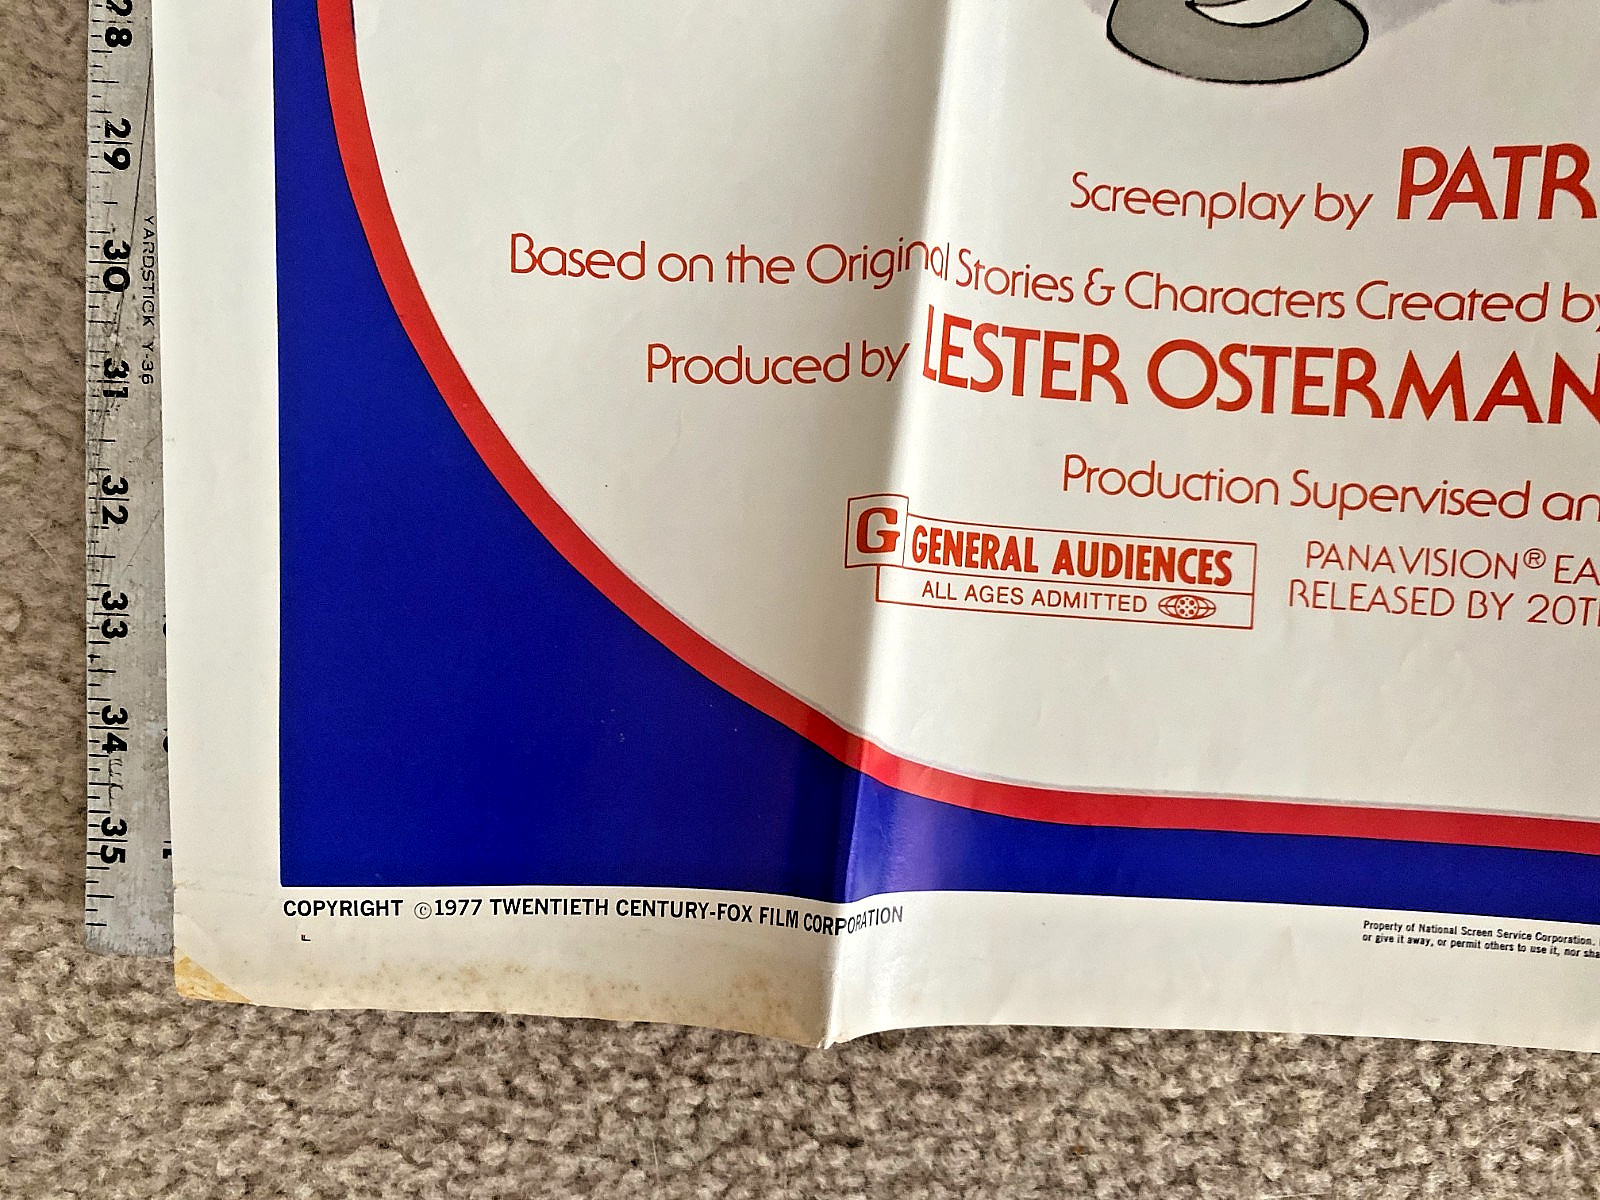 28
29
30
31
32
33
34
35
YARDSTICK Y-36
Screenplay by PATR
Based on the Original Stories & Characters Created by
Produced by LESTER OSTERMAN
Production Supervised an
G GENERAL AUDIENCES
ALL AGES ADMITTED
PANAVISION® EA
RELEASED BY 20T
COPYRIGHT ©1977 TWENTIETH CENTURY-FOX FILM CORPORATION
Property of National Screen Service Corporation.
or give it away, or permit others to use it, nor sha